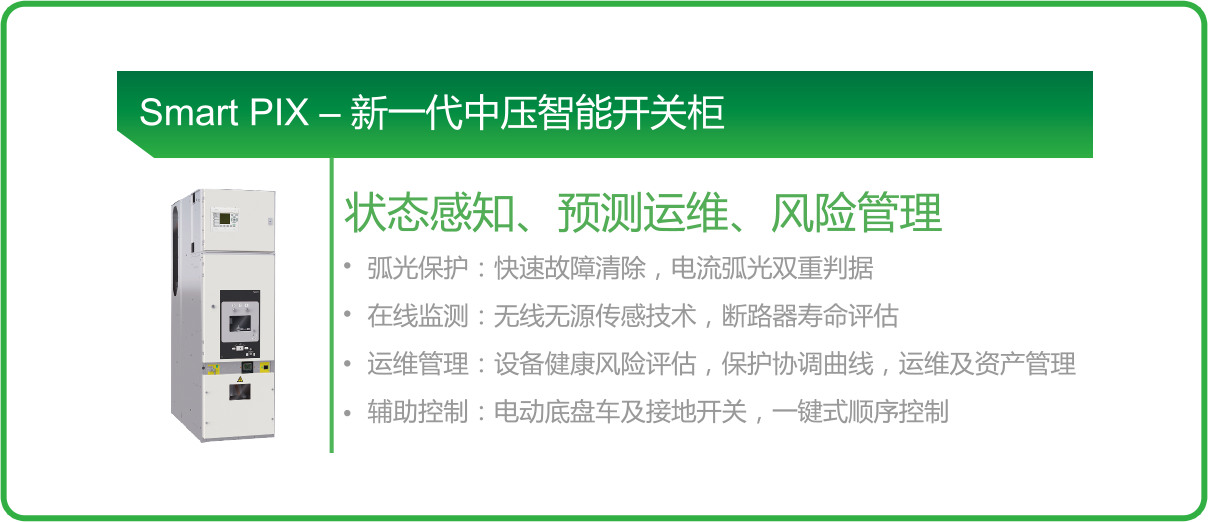 Smart PIX – 新一代中压智能开关柜
状态感知、预测运维、风险管理
• 弧光保护：快速故障清除，电流弧光双重判据
• 在线监测：无线无源传感技术，断路器寿命评估
• 运维管理：设备健康风险评估，保护协调曲线，运维及资产管理
• 辅助控制：电动底盘车及接地开关，一键式顺序控制